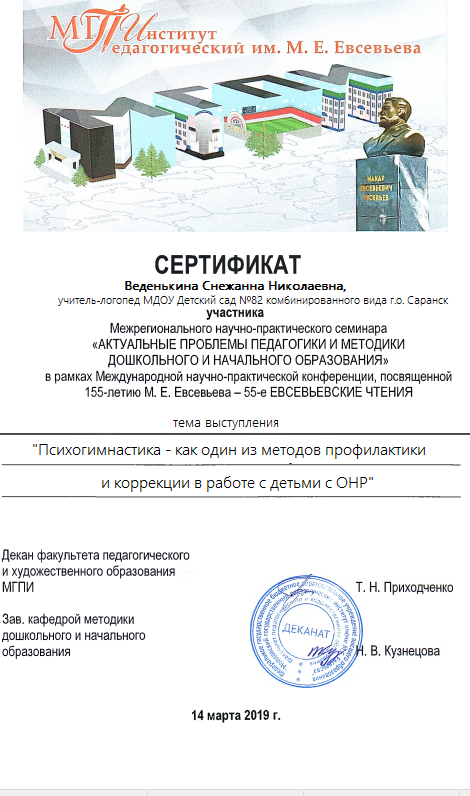 МГПИнститут
едагогический им. М. Е. Евсевьева
МАКАР
ЕВСЕВЬЕВИЧ
ЕВСЕВЬЕВ
СЕРТИФИКАТ
Веденькина Снежанна Николаевна,
учитель-логопед МДОУ Детский сад №82 комбинированного вида г.о. Саранск
участника
Межрегионального научно-практического семинара
«АКТУАЛЬНЫЕ ПРОБЛЕМЫ ПЕДАГОГИКИ И МЕТОДИКИ
ДОШКОЛЬНОГО И НАЧАЛЬНОГО ОБРАЗОВАНИЯ»
в рамках Международной научно-практической конференции, посвященной
155-летию М. Е. Евсевьева – 55-е ЕВСЕВЬЕВСКИЕ ЧТЕНИЯ
тема выступления
"Психогимнастика - как один из методов профилактики
и коррекции в работе с детьми с ОНР"
Декан факультета педагогического
и художественного образования
МГПИ
Т. Н. Приходченко
ДЕКАНАТ
Зав. кафедрой методики
дошкольного и начального
образования
Н. В. Кузнецова
14 марта 2019 г.